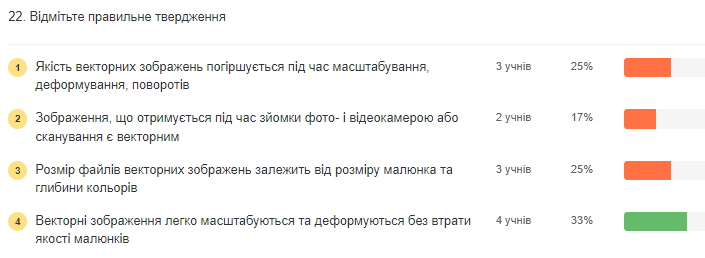 22. Відмітьте правильне твердження
1 Якість векторних зображень погіршується під час масштабування, 3 учнів 25%
деформування, поворотів
2 Зображення, що отримується під час зйомки фото- і відеокамерою або 2 учнів 17%
сканування є векторним
3 Розмір файлів векторних зображень залежить від розміру малюнка та 3 учнів 25%
глибини кольорів
4 Векторні зображення легко масштабуються та деформуються без втрати 4 учнів 33%
якості малюнків